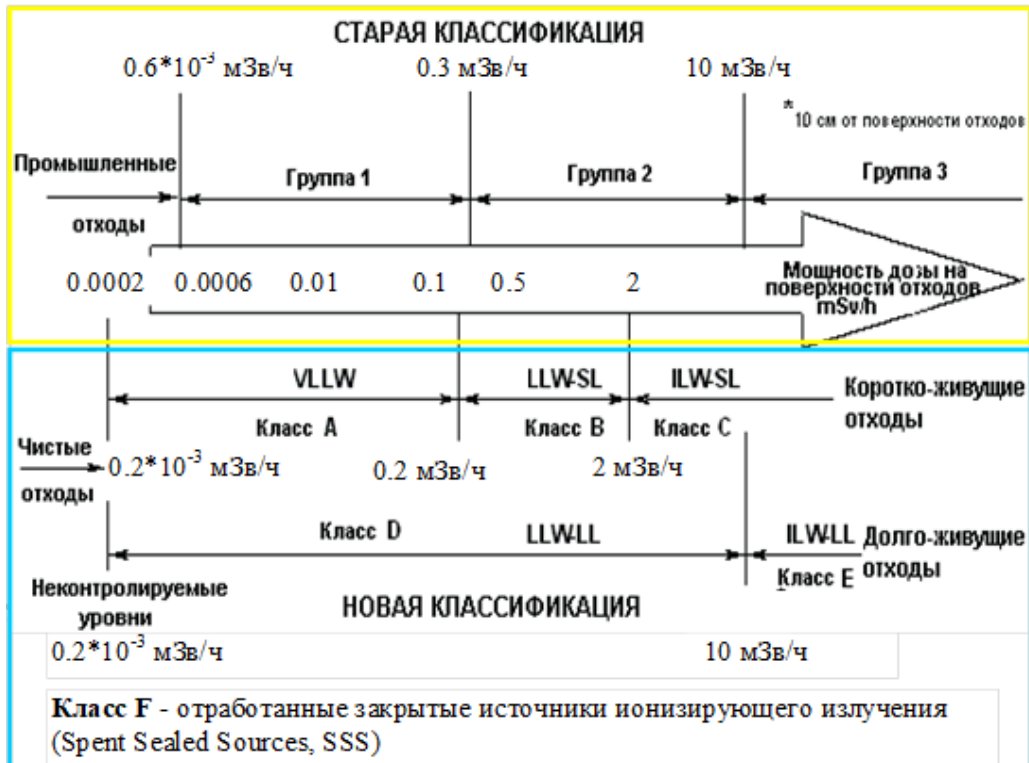 СТАРАЯ КЛАССИФИКАЦИЯ
0.6*10⁻³ мЗв/ч 0.3 мЗв/ч 10 мЗв/ч
*10 см от поверхности отходов
Промышленные
отходы
Группа 1 Группа 2 Группа 3
0.0002 0.0006 0.01 0.1 0.5 2
Мощность дозы на
поверхности отходов
mSv/h
VLLW LLW-SL ILW-SL
Коротко-живущие
отходы
Класс A Класс B Класс C
Чистые
отходы
0.2*10⁻³ мЗв/ч 0.2 мЗв/ч 2 мЗв/ч
Класс D LLW-LL ILW-LL
Долго-живущие
отходы
Класс E
Неконтролируемые
уровни
НОВАЯ КЛАССИФИКАЦИЯ
0.2*10⁻³ мЗв/ч 10 мЗв/ч
Класс F - отработанные закрытые источники ионизирующего излучения
(Spent Sealed Sources, SSS)